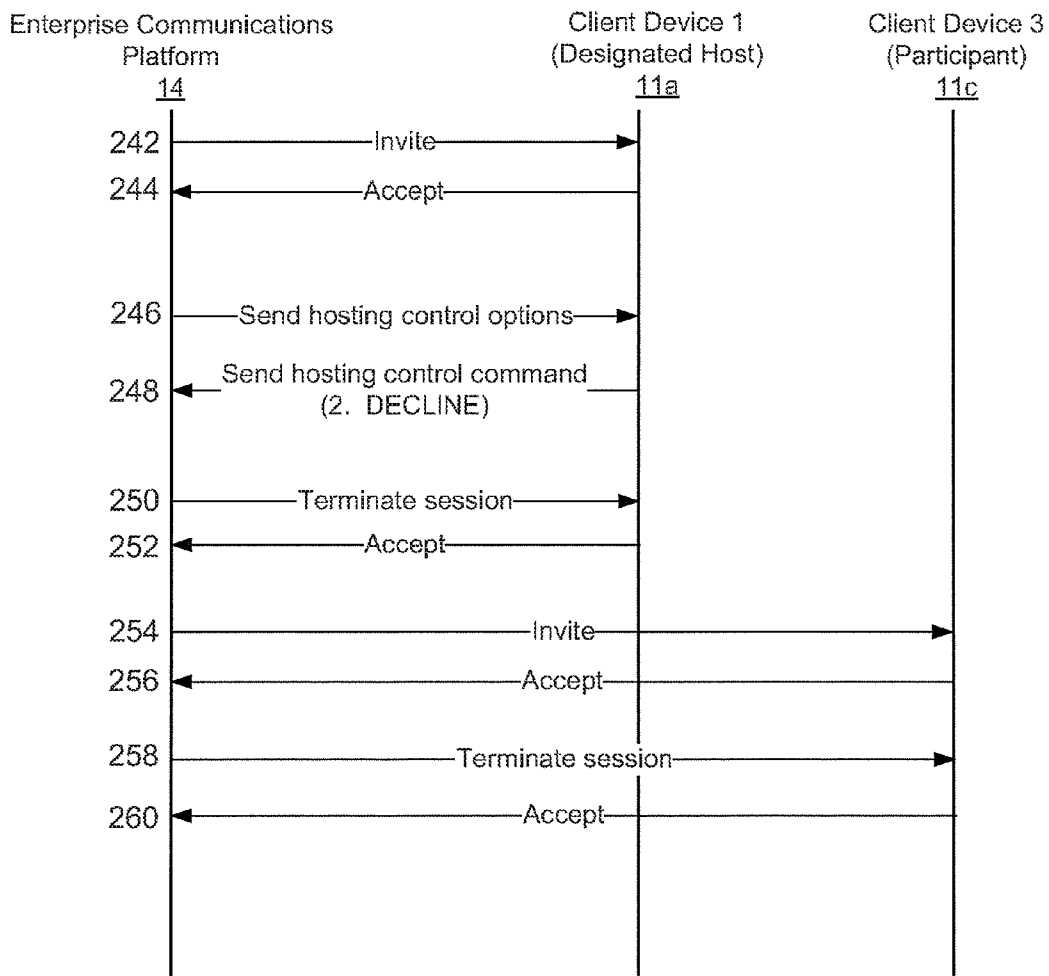 Enterprise Communications
Platform
14
Client Device 1
(Designated Host)
11a
Client Device 3
(Participant)
11c
242
Invite
244
Accept
246
Send hosting control options
248
Send hosting control command
(2. DECLINE)
250
Terminate session
252
Accept
254
Invite
256
Accept
258
Terminate session
260
Accept